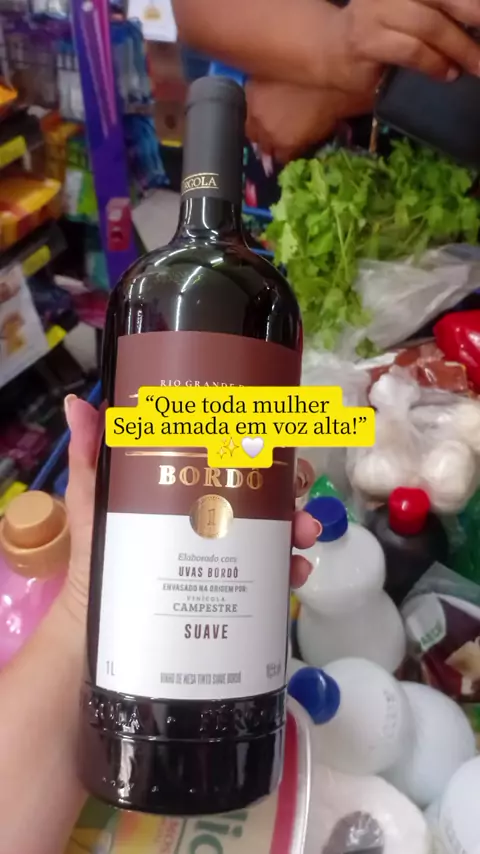 RIO GRANDE
“Que toda mulher
Seja amada em voz alta!”
✨🤍
BORDÔ
1
Elaborado com
UVAS BORDÔ
ENVASADO NA ORIGEM POR:
VINÍCOLA
CAMPESTRE
SUAVE
1L
VINHO DE MESA TINTO SUAVE BORDÔ